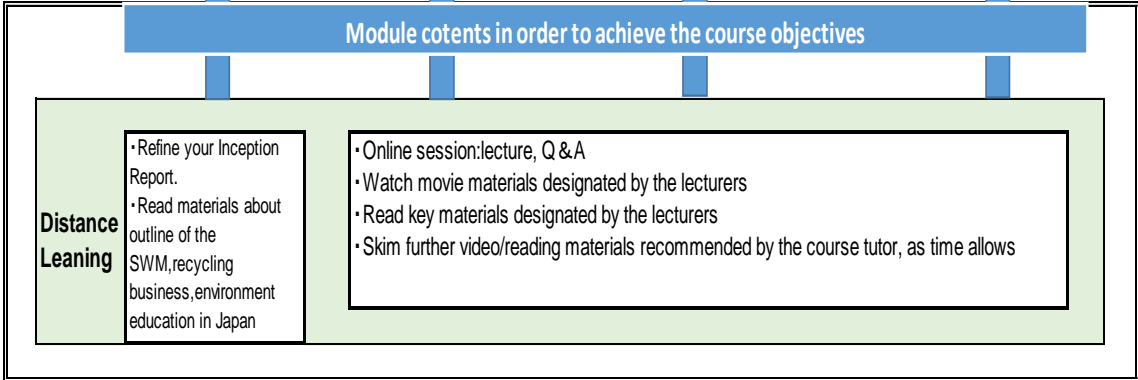 Module cotents in order to achieve the course objectives
Distance
Leaning
・Refine your Inception
Report.
・Read materials about
outline of the
SWM,recycling
business,environment
education in Japan
・Online session:lecture, Q&A
・Watch movie materials designated by the lecturers
・Read key materials designated by the lecturers
・Skim further video/reading materials recommended by the course tutor, as time allows